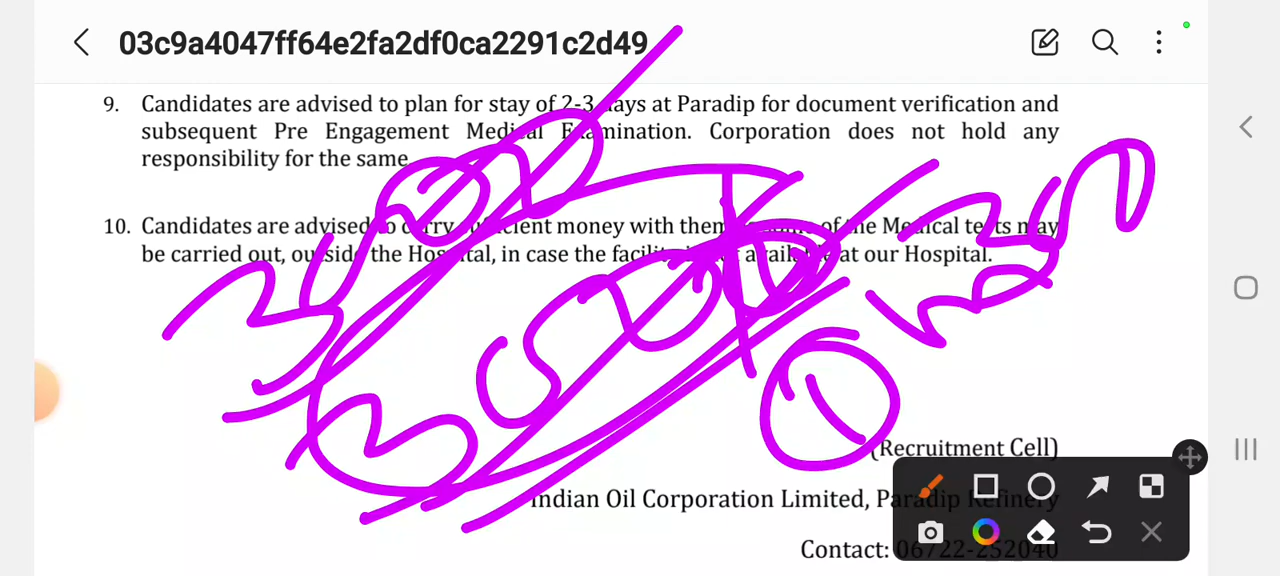 03c9a4047ff64e2fa2df0ca2291c2d49
9. Candidates are advised to plan for stay of 2-3 days at Paradip for document verification and
subsequent Pre Engagement Medical Examination. Corporation does not hold any
responsibility for the same.
10. Candidates are advised to carry sufficient money with them as some of the Medical tests may
be carried out, outside the Hospital, in case the facility is not available at our Hospital.
(Recruitment Cell)
Indian Oil Corporation Limited, Paradip Refinery
Contact: 06722-252040